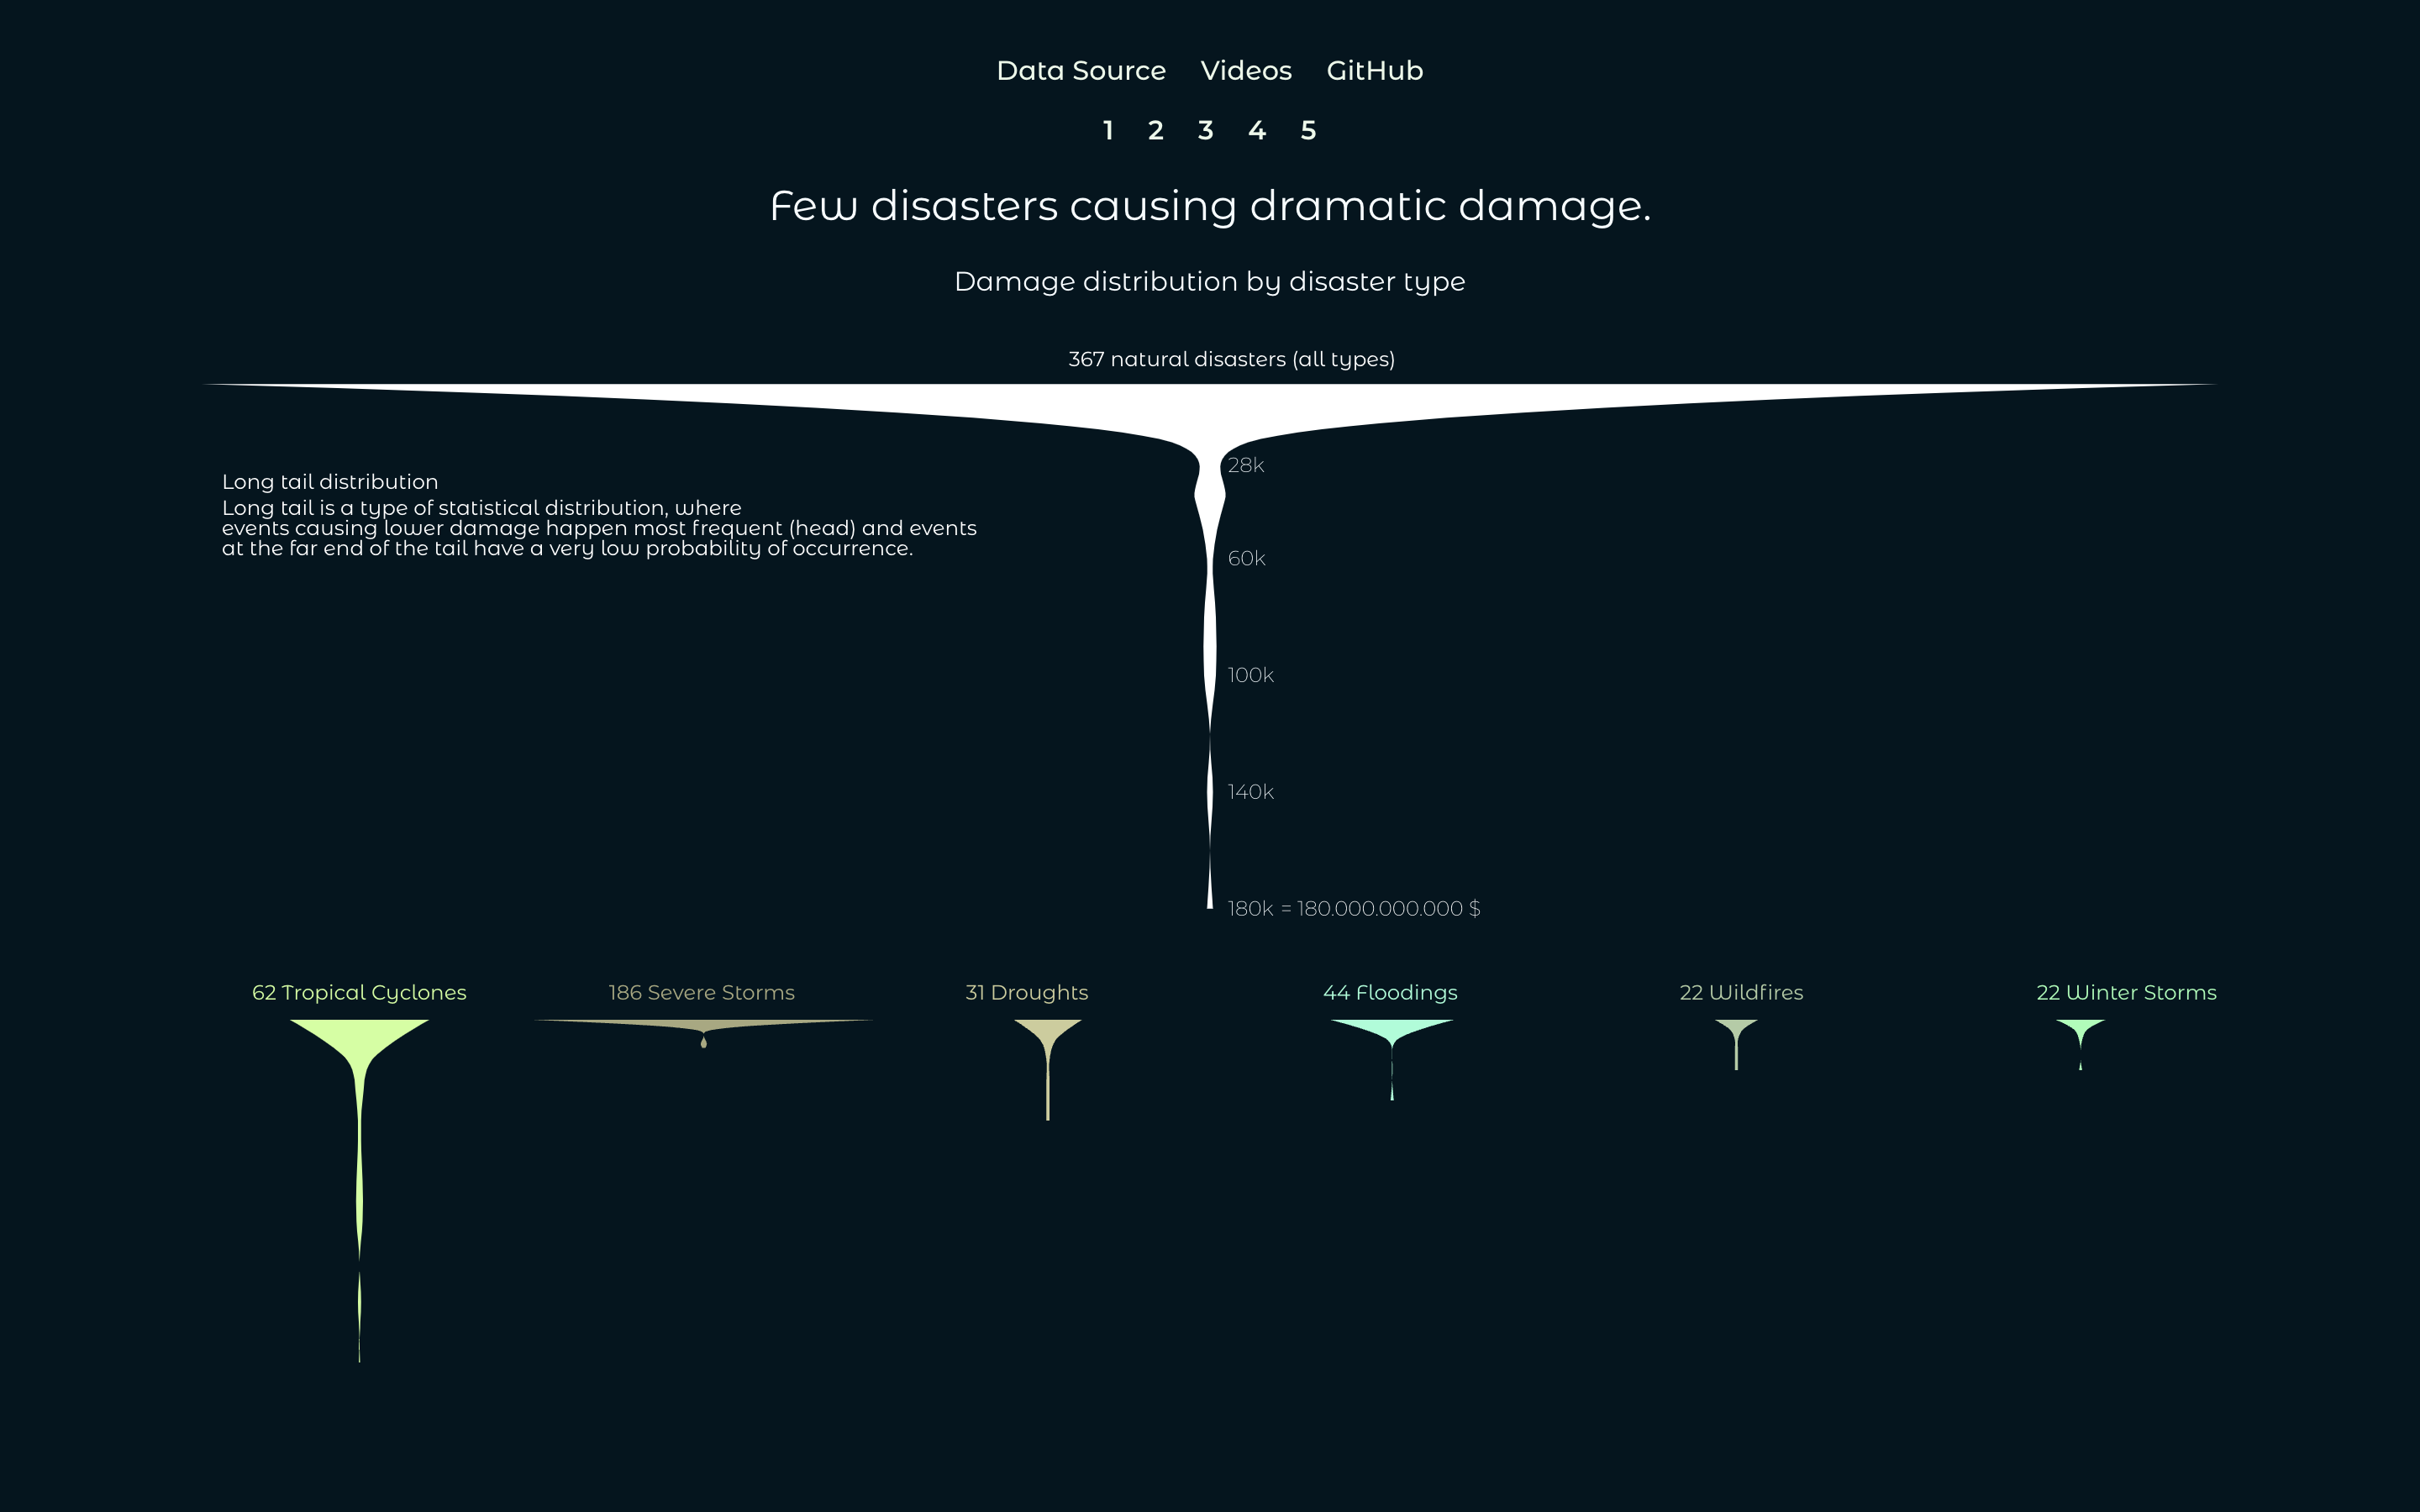 Data Source Videos GitHub
1 2 3 4 5
Few disasters causing dramatic damage.
Damage distribution by disaster type
367 natural disasters (all types)
28k
Long tail distribution
Long tail is a type of statistical distribution, where
events causing lower damage happen most frequent (head) and events
at the far end of the tail have a very low probability of occurrence.
60k
100k
140k
180k = 180.000.000.000 $
62 Tropical Cyclones
186 Severe Storms
31 Droughts
44 Floodings
22 Wildfires
22 Winter Storms